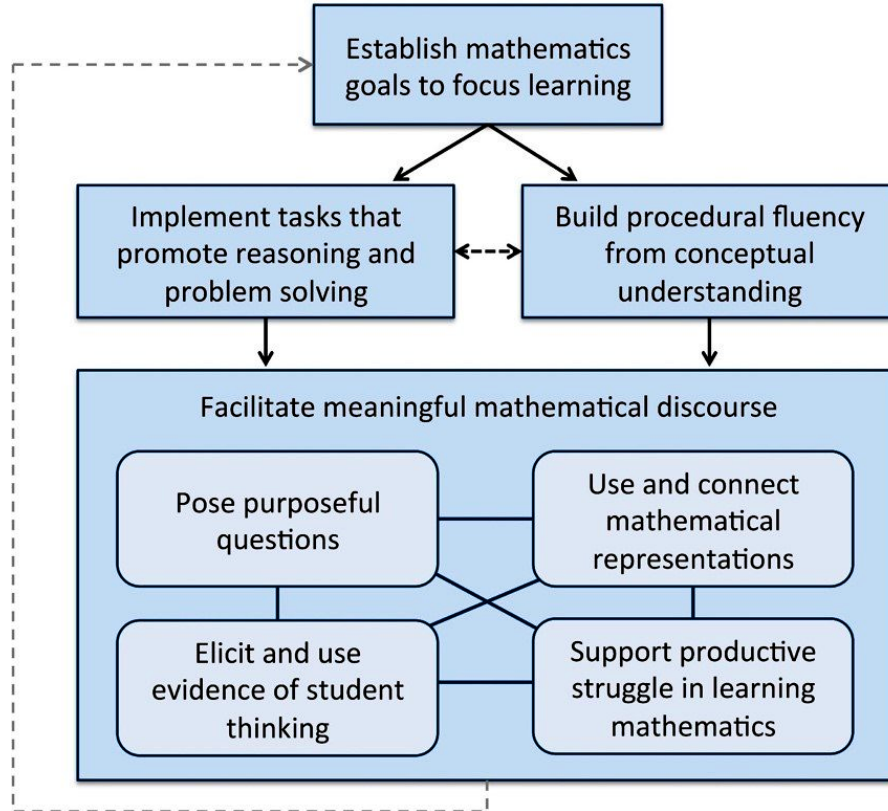 Establish mathematics
goals to focus learning
Implement tasks that
promote reasoning and
problem solving
Build procedural fluency
from conceptual
understanding
Facilitate meaningful mathematical discourse
Pose purposeful
questions
Use and connect
mathematical
representations
Elicit and use
evidence of student
thinking
Support productive
struggle in learning
mathematics